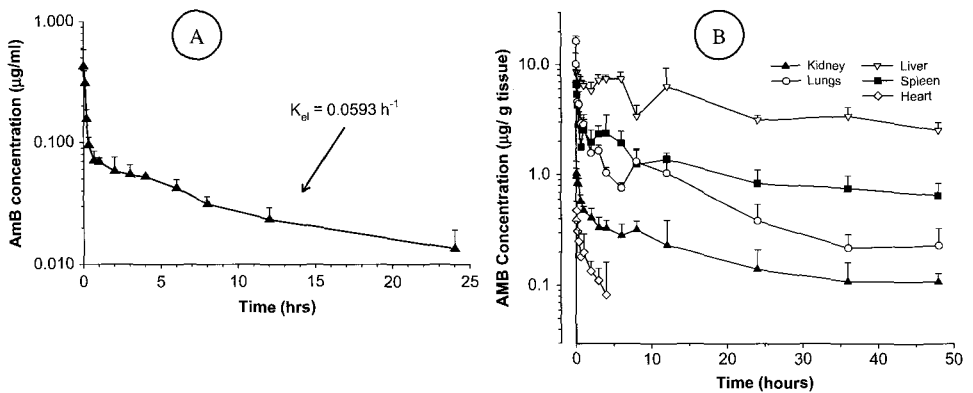 A
AmB concentration (µg/ml)
1.000
0.100
0.010
K_el = 0.0593 h⁻¹
0 5 10 15 20 25
Time (hrs)
B
AMB Concentration (µg/ g tissue)
10.0
1.0
0.1
Kidney
Lungs
Liver
Spleen
Heart
0 10 20 30 40 50
Time (hours)